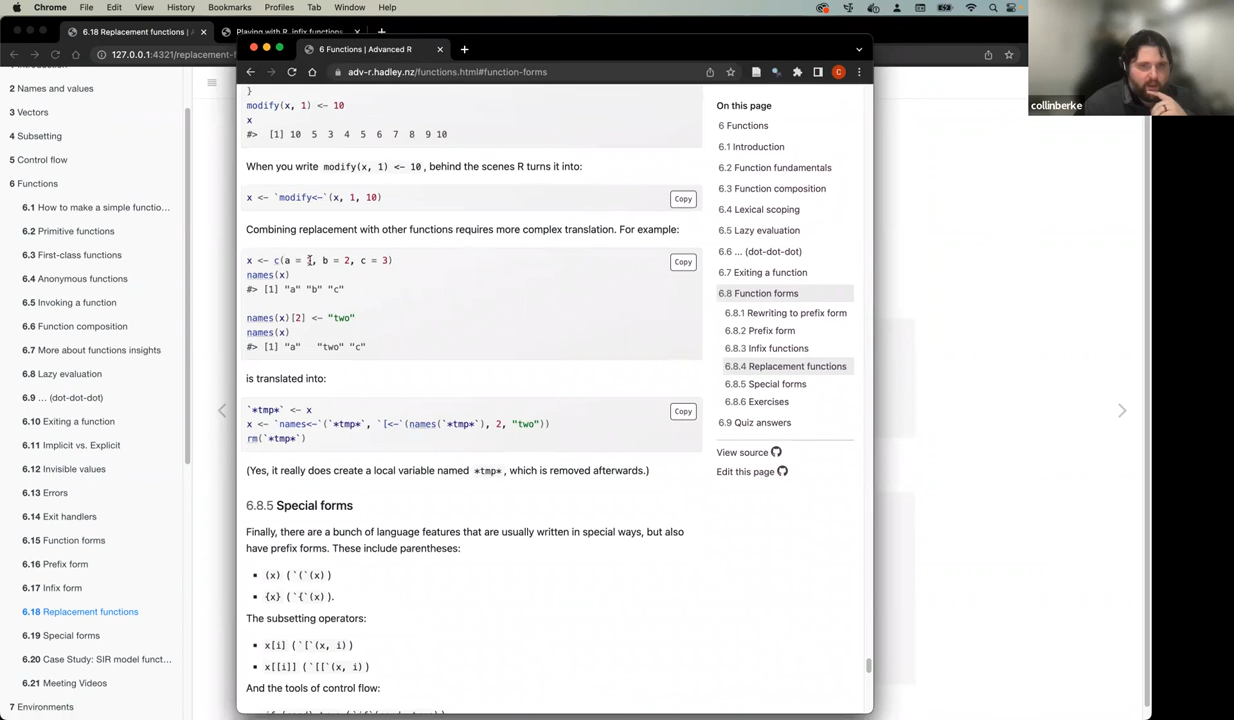 Chrome File Edit View History Bookmarks Profiles Tab Window Help
6.18 Replacement functions |
Playing with R, infix functions
127.0.0.1:4321/replacement-f
6 Functions | Advanced R
adv-r.hadley.nz/functions.html#function-forms
C
collinberke
2 Names and values
3 Vectors
4 Subsetting
5 Control flow
6 Functions
6.1 How to make a simple functio...
6.2 Primitive functions
6.3 First-class functions
6.4 Anonymous functions
6.5 Invoking a function
6.6 Function composition
6.7 More about functions insights
6.8 Lazy evaluation
6.9 ... (dot-dot-dot)
6.10 Exiting a function
6.11 Implicit vs. Explicit
6.12 Invisible values
6.13 Errors
6.14 Exit handlers
6.15 Function forms
6.16 Prefix form
6.17 Infix form
6.18 Replacement functions
6.19 Special forms
6.20 Case Study: SIR model funct...
6.21 Meeting Videos
7 Environments
}
modify(x, 1) <- 10
x
#> [1] 10 5 3 4 5 6 7 8 9 10
When you write modify(x, 1) <- 10, behind the scenes R turns it into:
x <- `modify<-`(x, 1, 10)
Copy
Combining replacement with other functions requires more complex translation. For example:
x <- c(a = 1, b = 2, c = 3)
Copy
names(x)
#> [1] "a" "b" "c"
names(x)[2] <- "two"
names(x)
#> [1] "a" "two" "c"
is translated into:
`*tmp*` <- x
Copy
x <- `names<-`(`*tmp*`, `[<-`(names(`*tmp*`), 2, "two"))
rm(`*tmp*`)
(Yes, it really does create a local variable named *tmp*, which is removed afterwards.)
6.8.5 Special forms
Finally, there are a bunch of language features that are usually written in special ways, but also
have prefix forms. These include parentheses:
(x) (`(`(x))
{x} (`{`(x)).
The subsetting operators:
x[i] (`[`(x, i))
x[[i]] (`[[`(x, i))
And the tools of control flow:
On this page
6 Functions
6.1 Introduction
6.2 Function fundamentals
6.3 Function composition
6.4 Lexical scoping
6.5 Lazy evaluation
6.6 ... (dot-dot-dot)
6.7 Exiting a function
6.8 Function forms
6.8.1 Rewriting to prefix form
6.8.2 Prefix form
6.8.3 Infix functions
6.8.4 Replacement functions
6.8.5 Special forms
6.8.6 Exercises
6.9 Quiz answers
View source
Edit this page